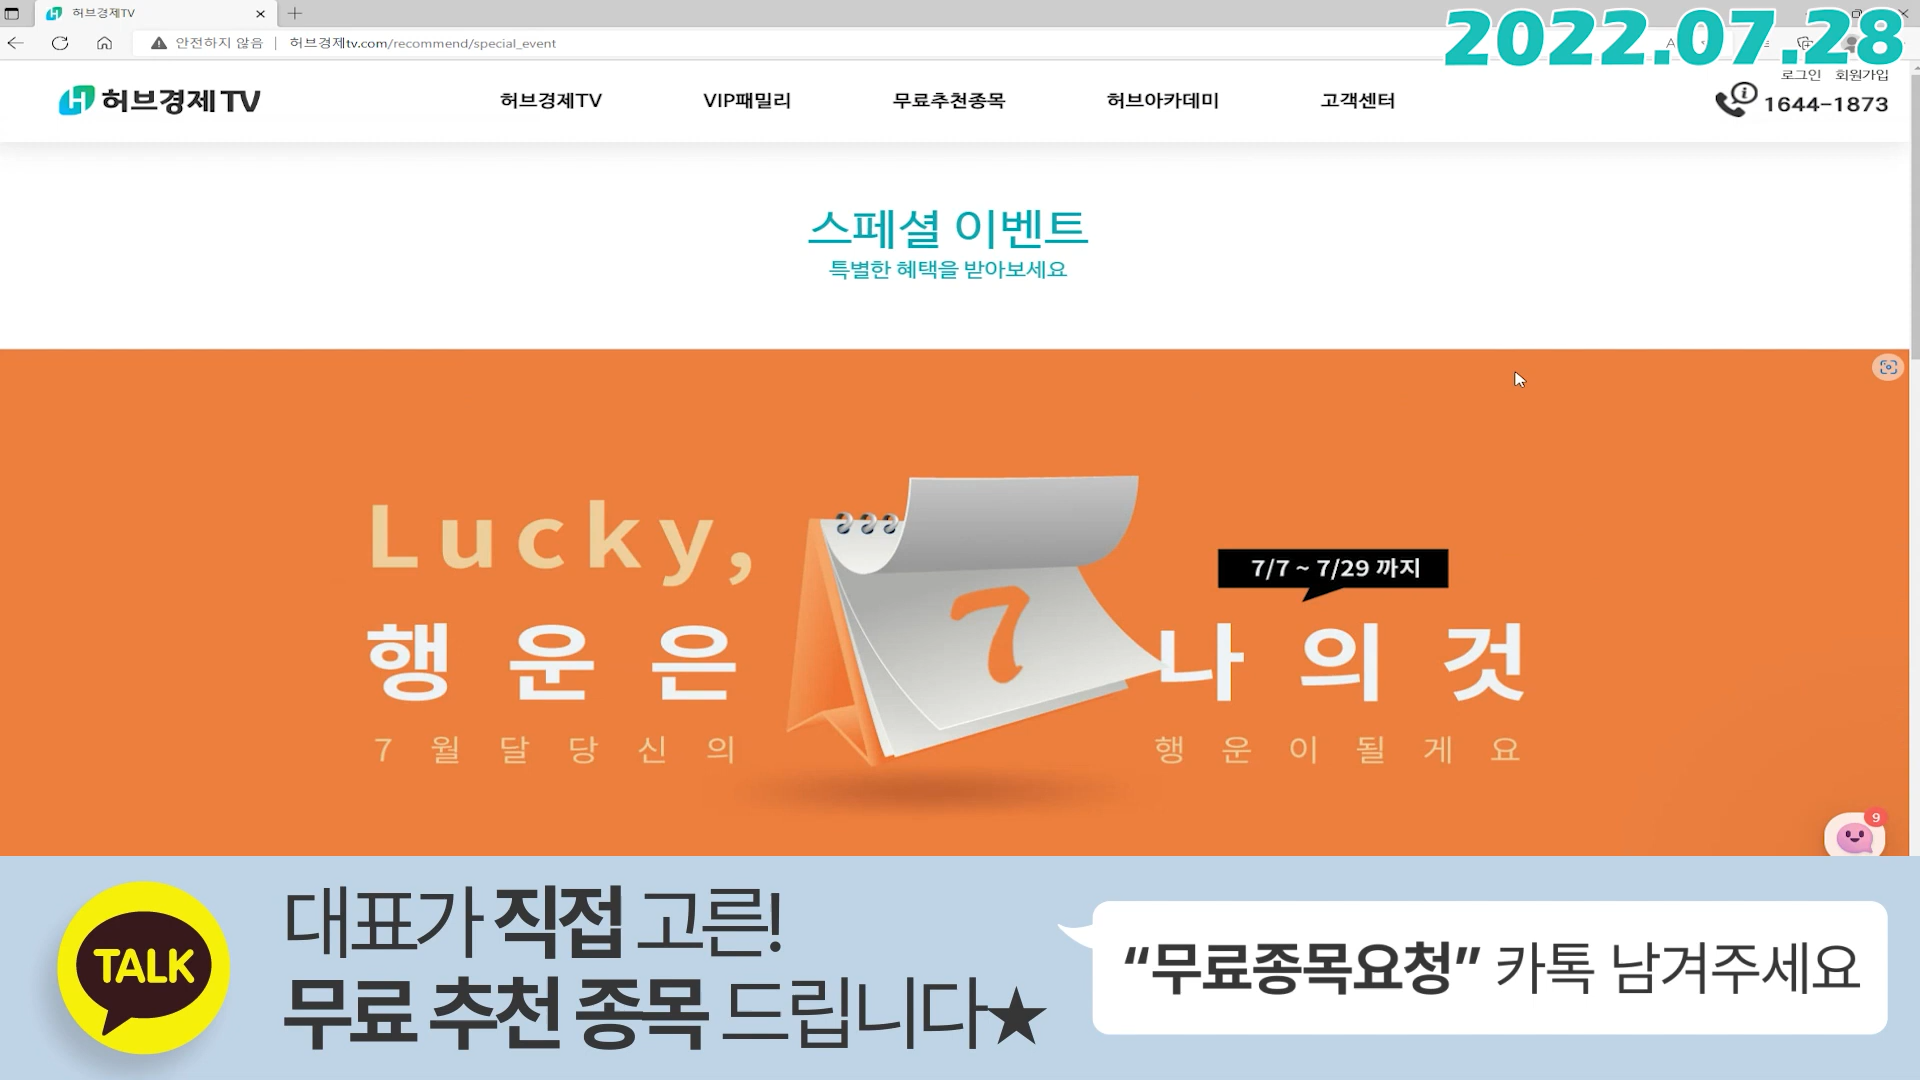 허브경제TV
2022.07.28
안전하지 않음
허브경제tv.com/recommend/special_event
로그인 회원가입
허브경제TV
허브경제TV
VIP패밀리
무료추천종목
허브아카데미
고객센터
1644-1873
스페셜 이벤트
특별한 혜택을 받아보세요
Lucky,
7/7 ~ 7/29 까지
행운은
7
나의 것
7월달 당신의
행운이 될게요
9
TALK
대표가 직접 고른!
무료 추천 종목 드립니다★
“무료종목요청” 카톡 남겨주세요